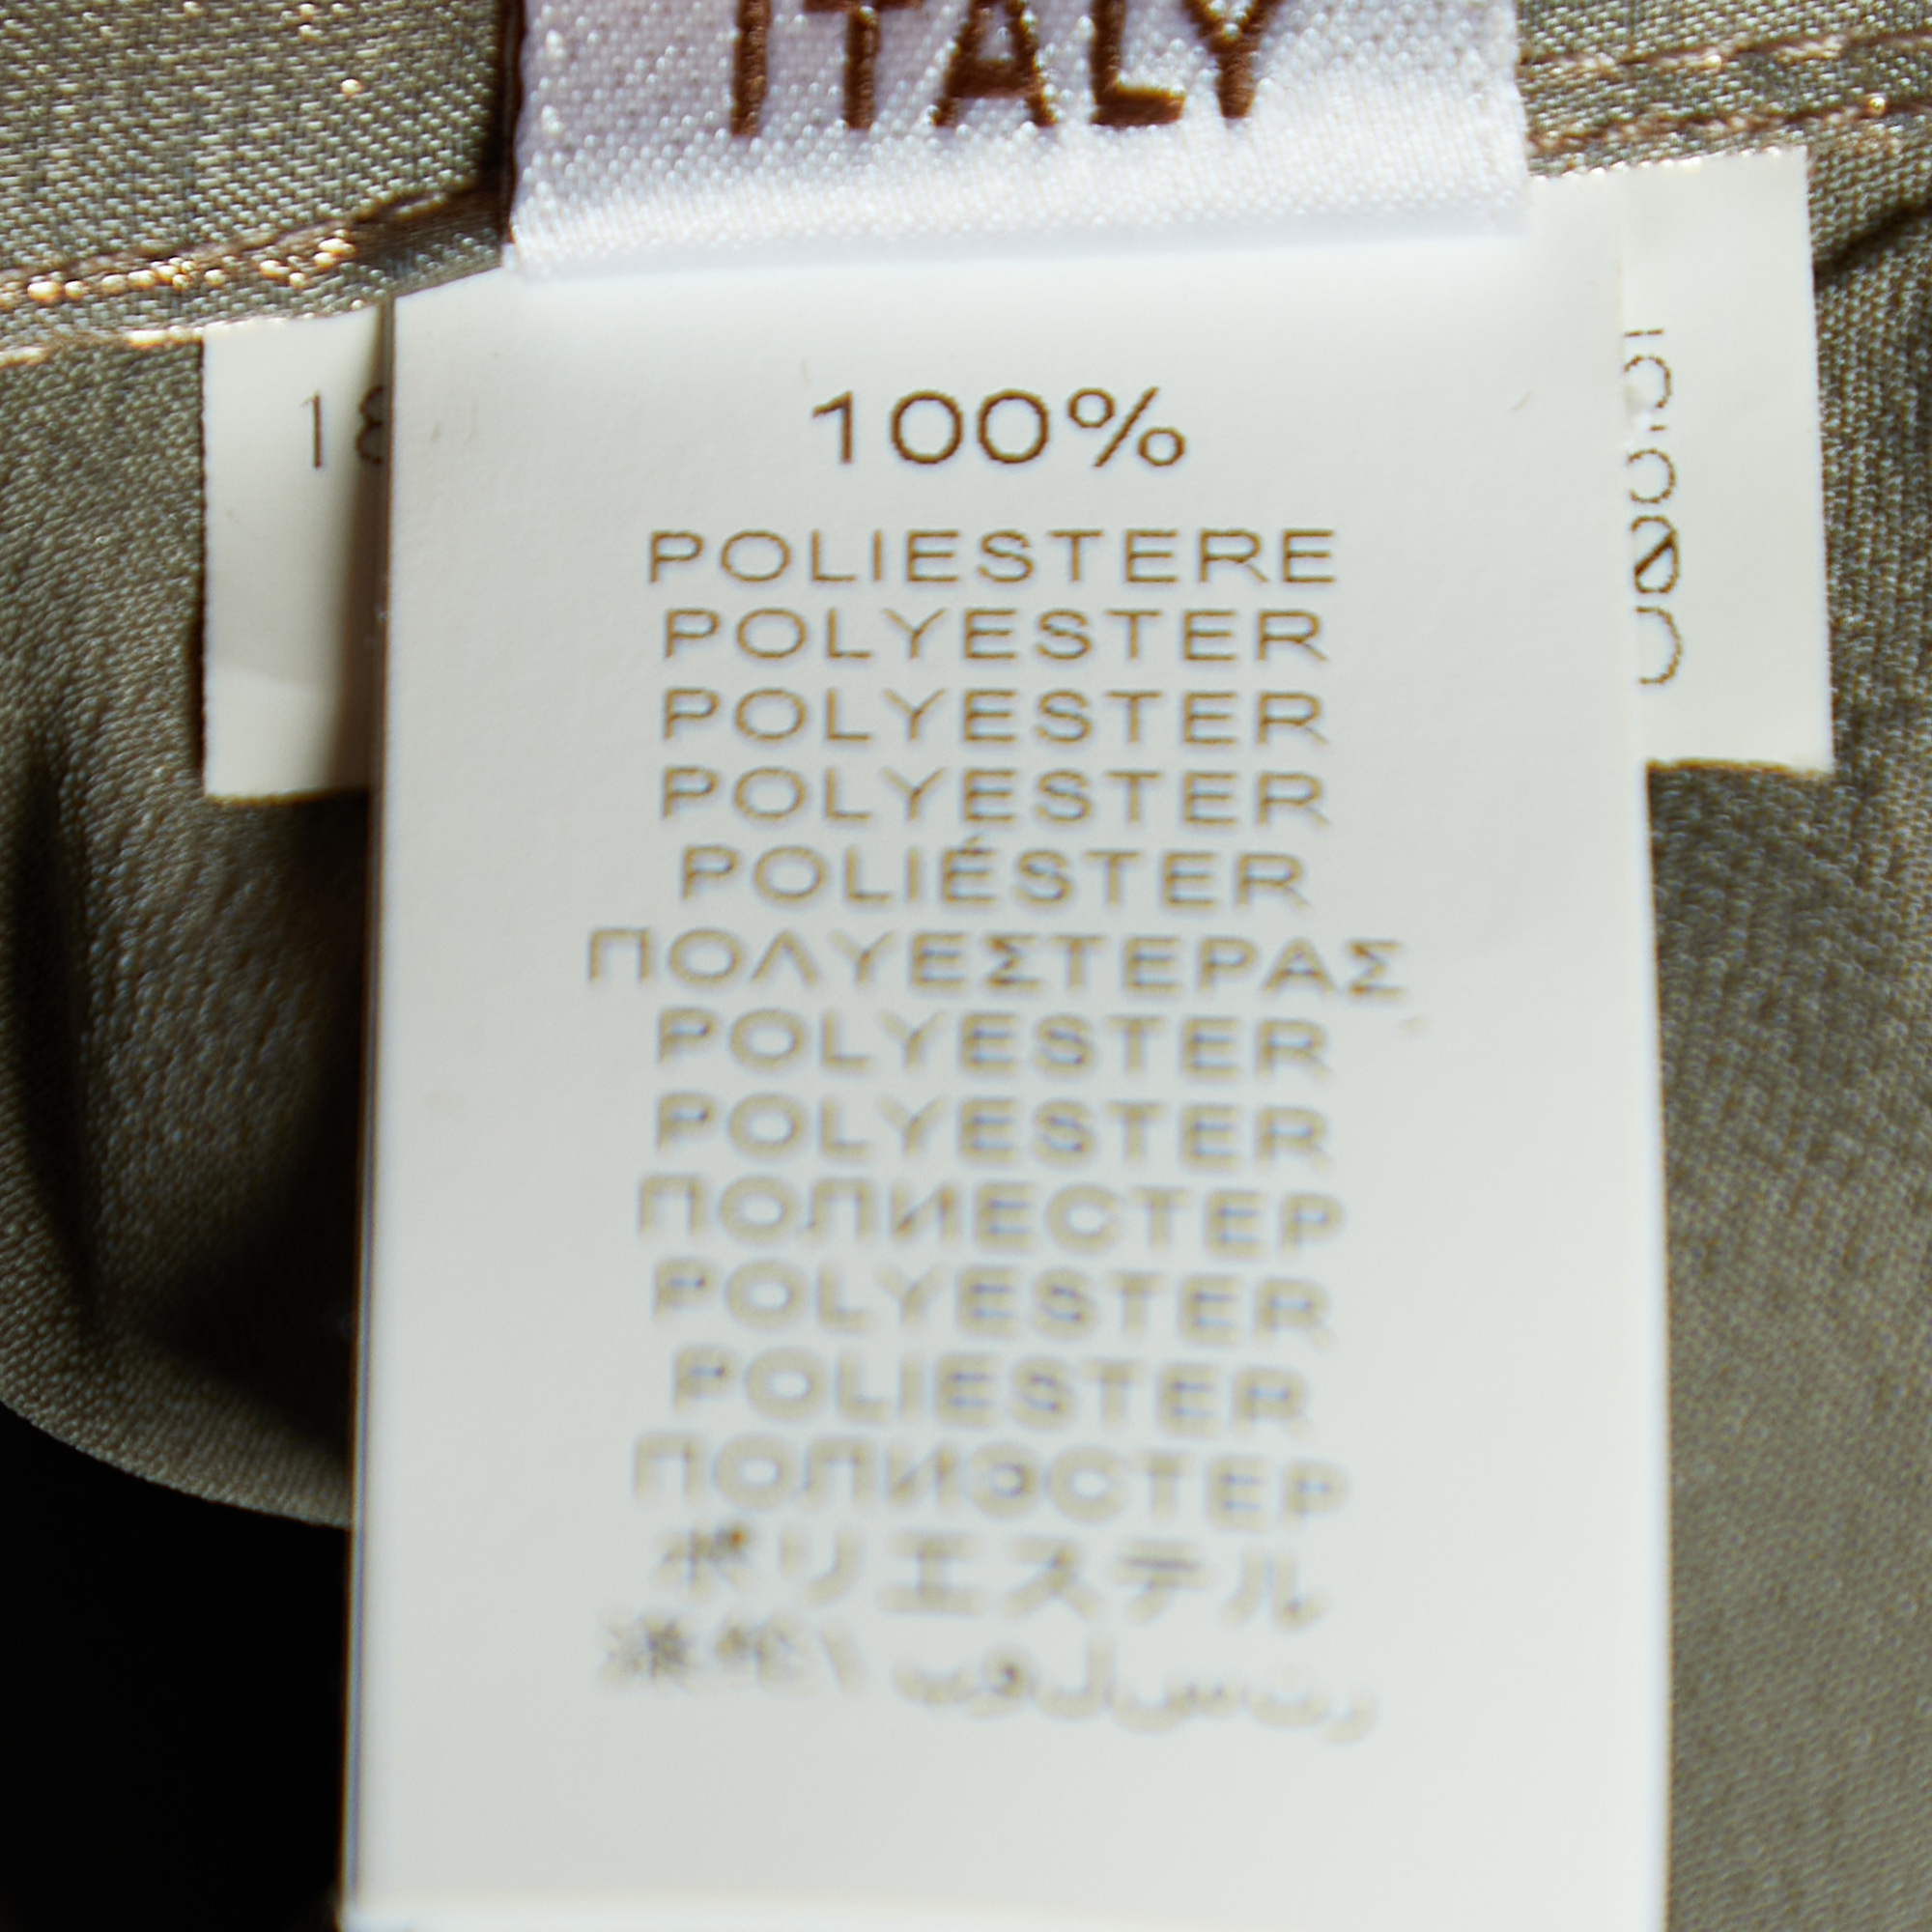 ITALY
100%
POLIESTERE
POLYESTER
POLYESTER
POLYESTER
POLIÉSTER
ΠΟΛΥΕΣΤΕΡΑΣ
POLYESTER
POLYESTER
ПОЛИЕСТЕР
POLYESTER
POLIESTER
ПОЛИЭСТЕР
ポリエステル